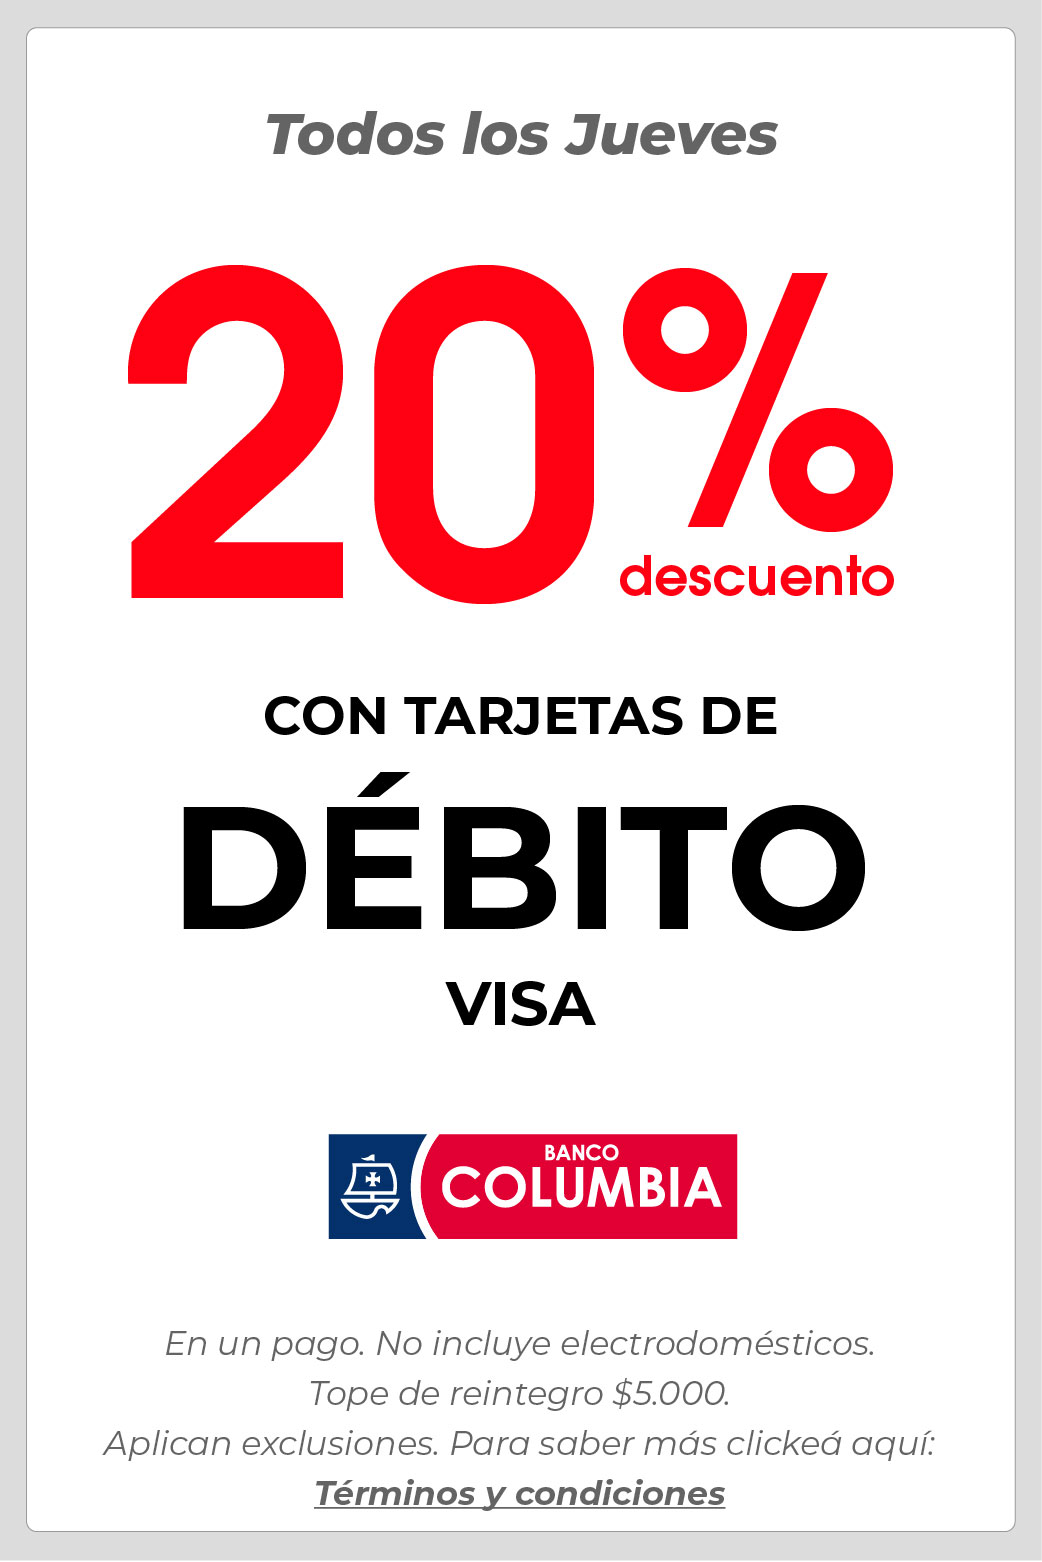 Todos los Jueves
20%
descuento
CON TARJETAS DE
DÉBITO
VISA
BANCO
COLUMBIA
En un pago. No incluye electrodomésticos.
Tope de reintegro $5.000.
Aplican exclusiones. Para saber más clickeá aquí:
Términos y condiciones